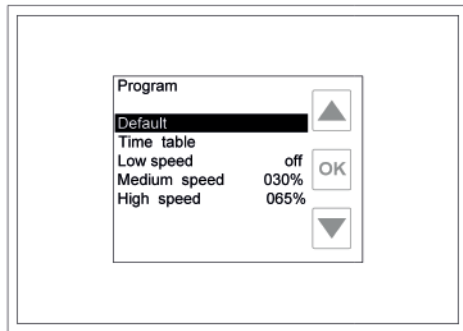 Program
Default
Time table
Low speed off
Medium speed 030%
High speed 065%
OK